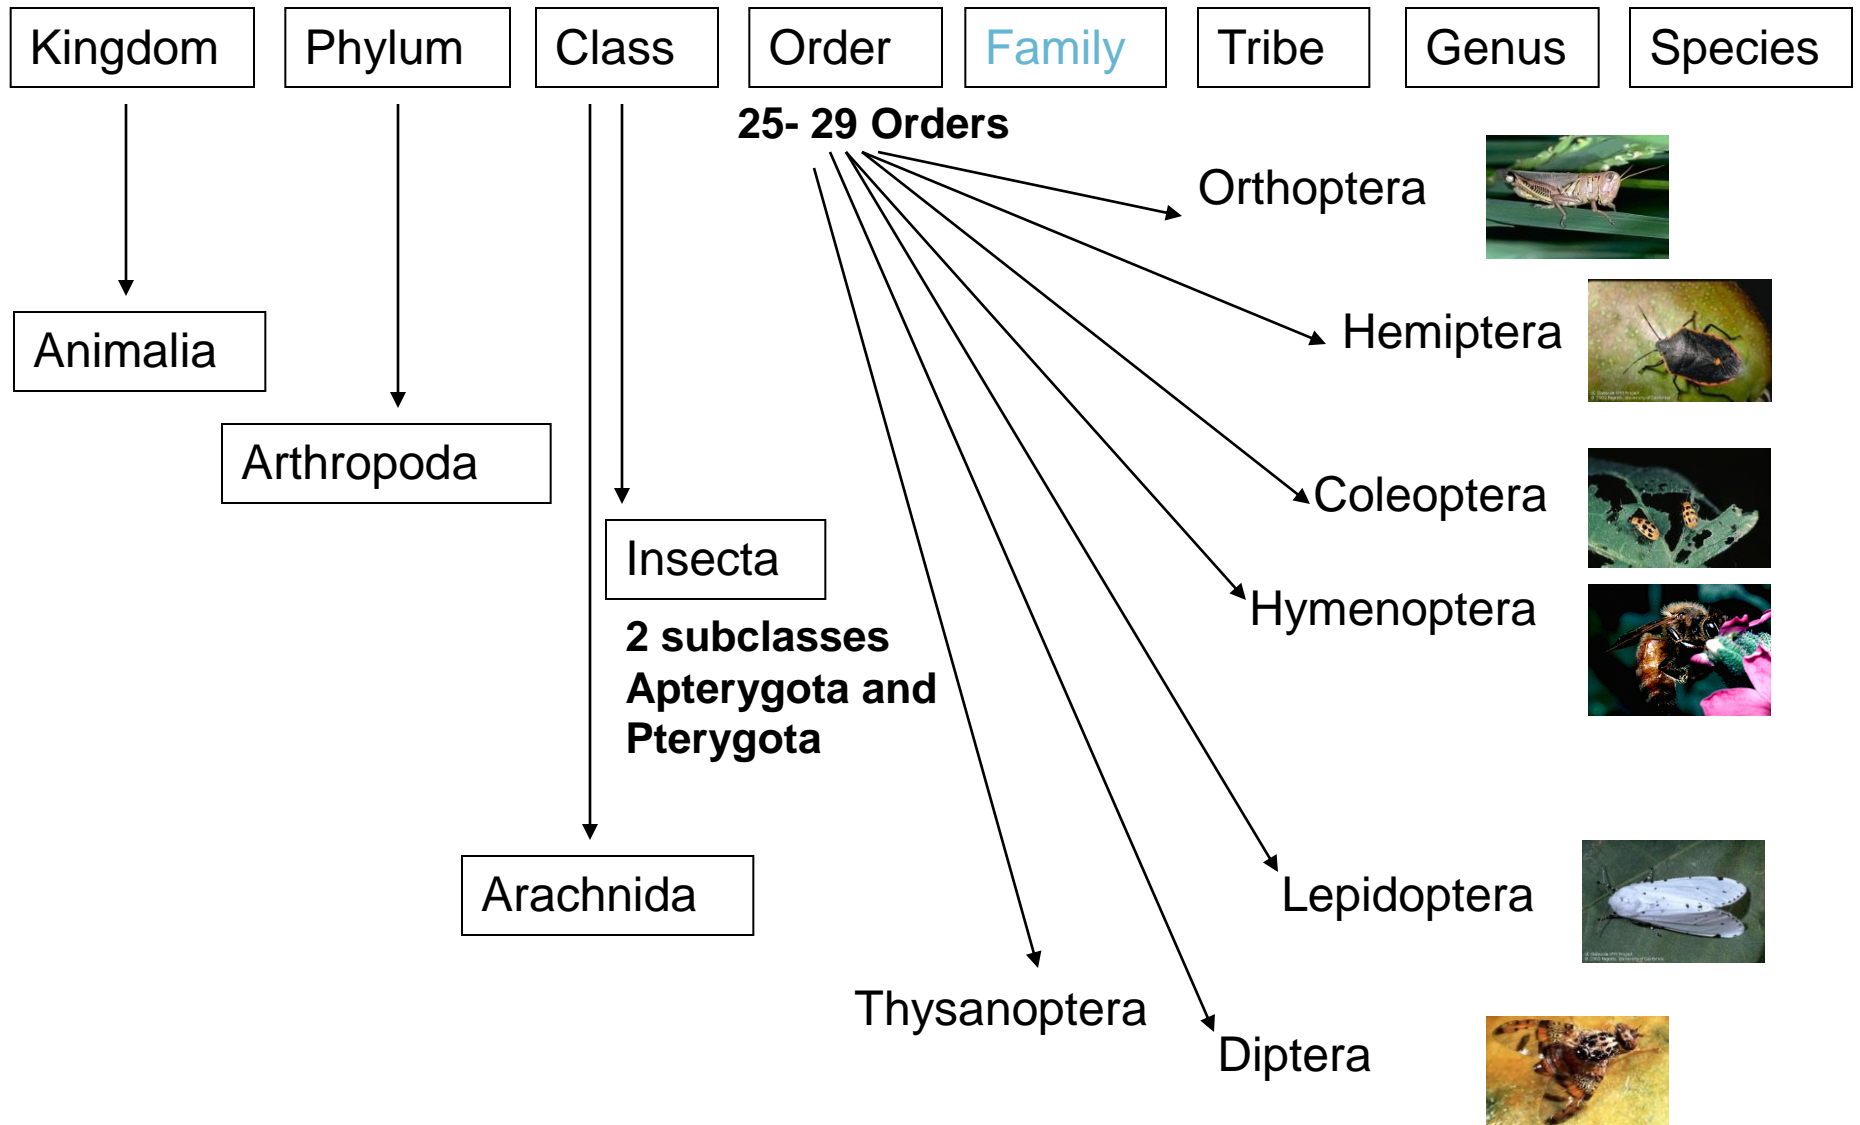 Kingdom
Phylum
Class
Order
Family
Tribe
Genus
Species
25- 29 Orders
Orthoptera
Hemiptera
Animalia
Arthropoda
Coleoptera
Insecta
Hymenoptera
2 subclasses
Apterygota and
Pterygota
Arachnida
Lepidoptera
Thysanoptera
Diptera